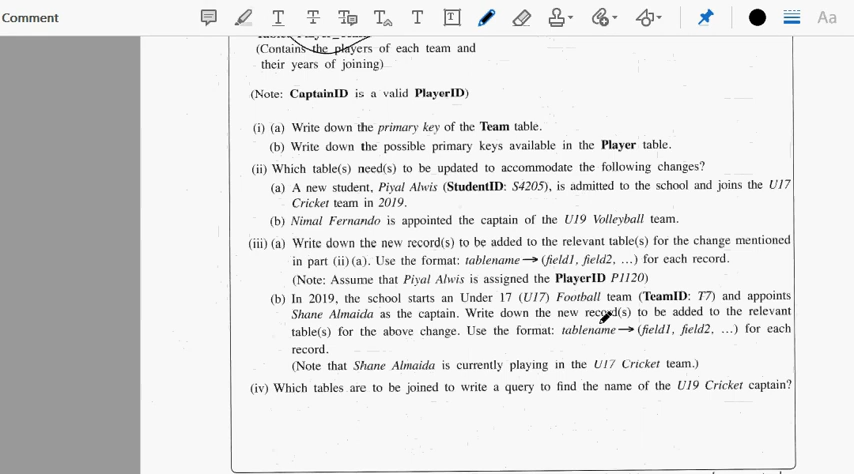 Comment
Aa
(Contains the players of each team and
their years of joining)
(Note: CaptainID is a valid PlayerID)
(i) (a) Write down the primary key of the Team table.
(b) Write down the possible primary keys available in the Player table.
(ii) Which table(s) need(s) to be updated to accommodate the following changes?
(a) A new student, Piyal Alwis (StudentID: S4205), is admitted to the school and joins the U17
Cricket team in 2019.
(b) Nimal Fernando is appointed the captain of the U19 Volleyball team.
(iii) (a) Write down the new record(s) to be added to the relevant table(s) for the change mentioned
in part (ii) (a). Use the format: tablename → (field1, field2, ...) for each record.
(Note: Assume that Piyal Alwis is assigned the PlayerID P1120)
(b) In 2019, the school starts an Under 17 (U17) Football team (TeamID: T7) and appoints
Shane Almaida as the captain. Write down the new record(s) to be added to the relevant
table(s) for the above change. Use the format: tablename → (field1, field2, ...) for each
record.
(Note that Shane Almaida is currently playing in the U17 Cricket team.)
(iv) Which tables are to be joined to write a query to find the name of the U19 Cricket captain?